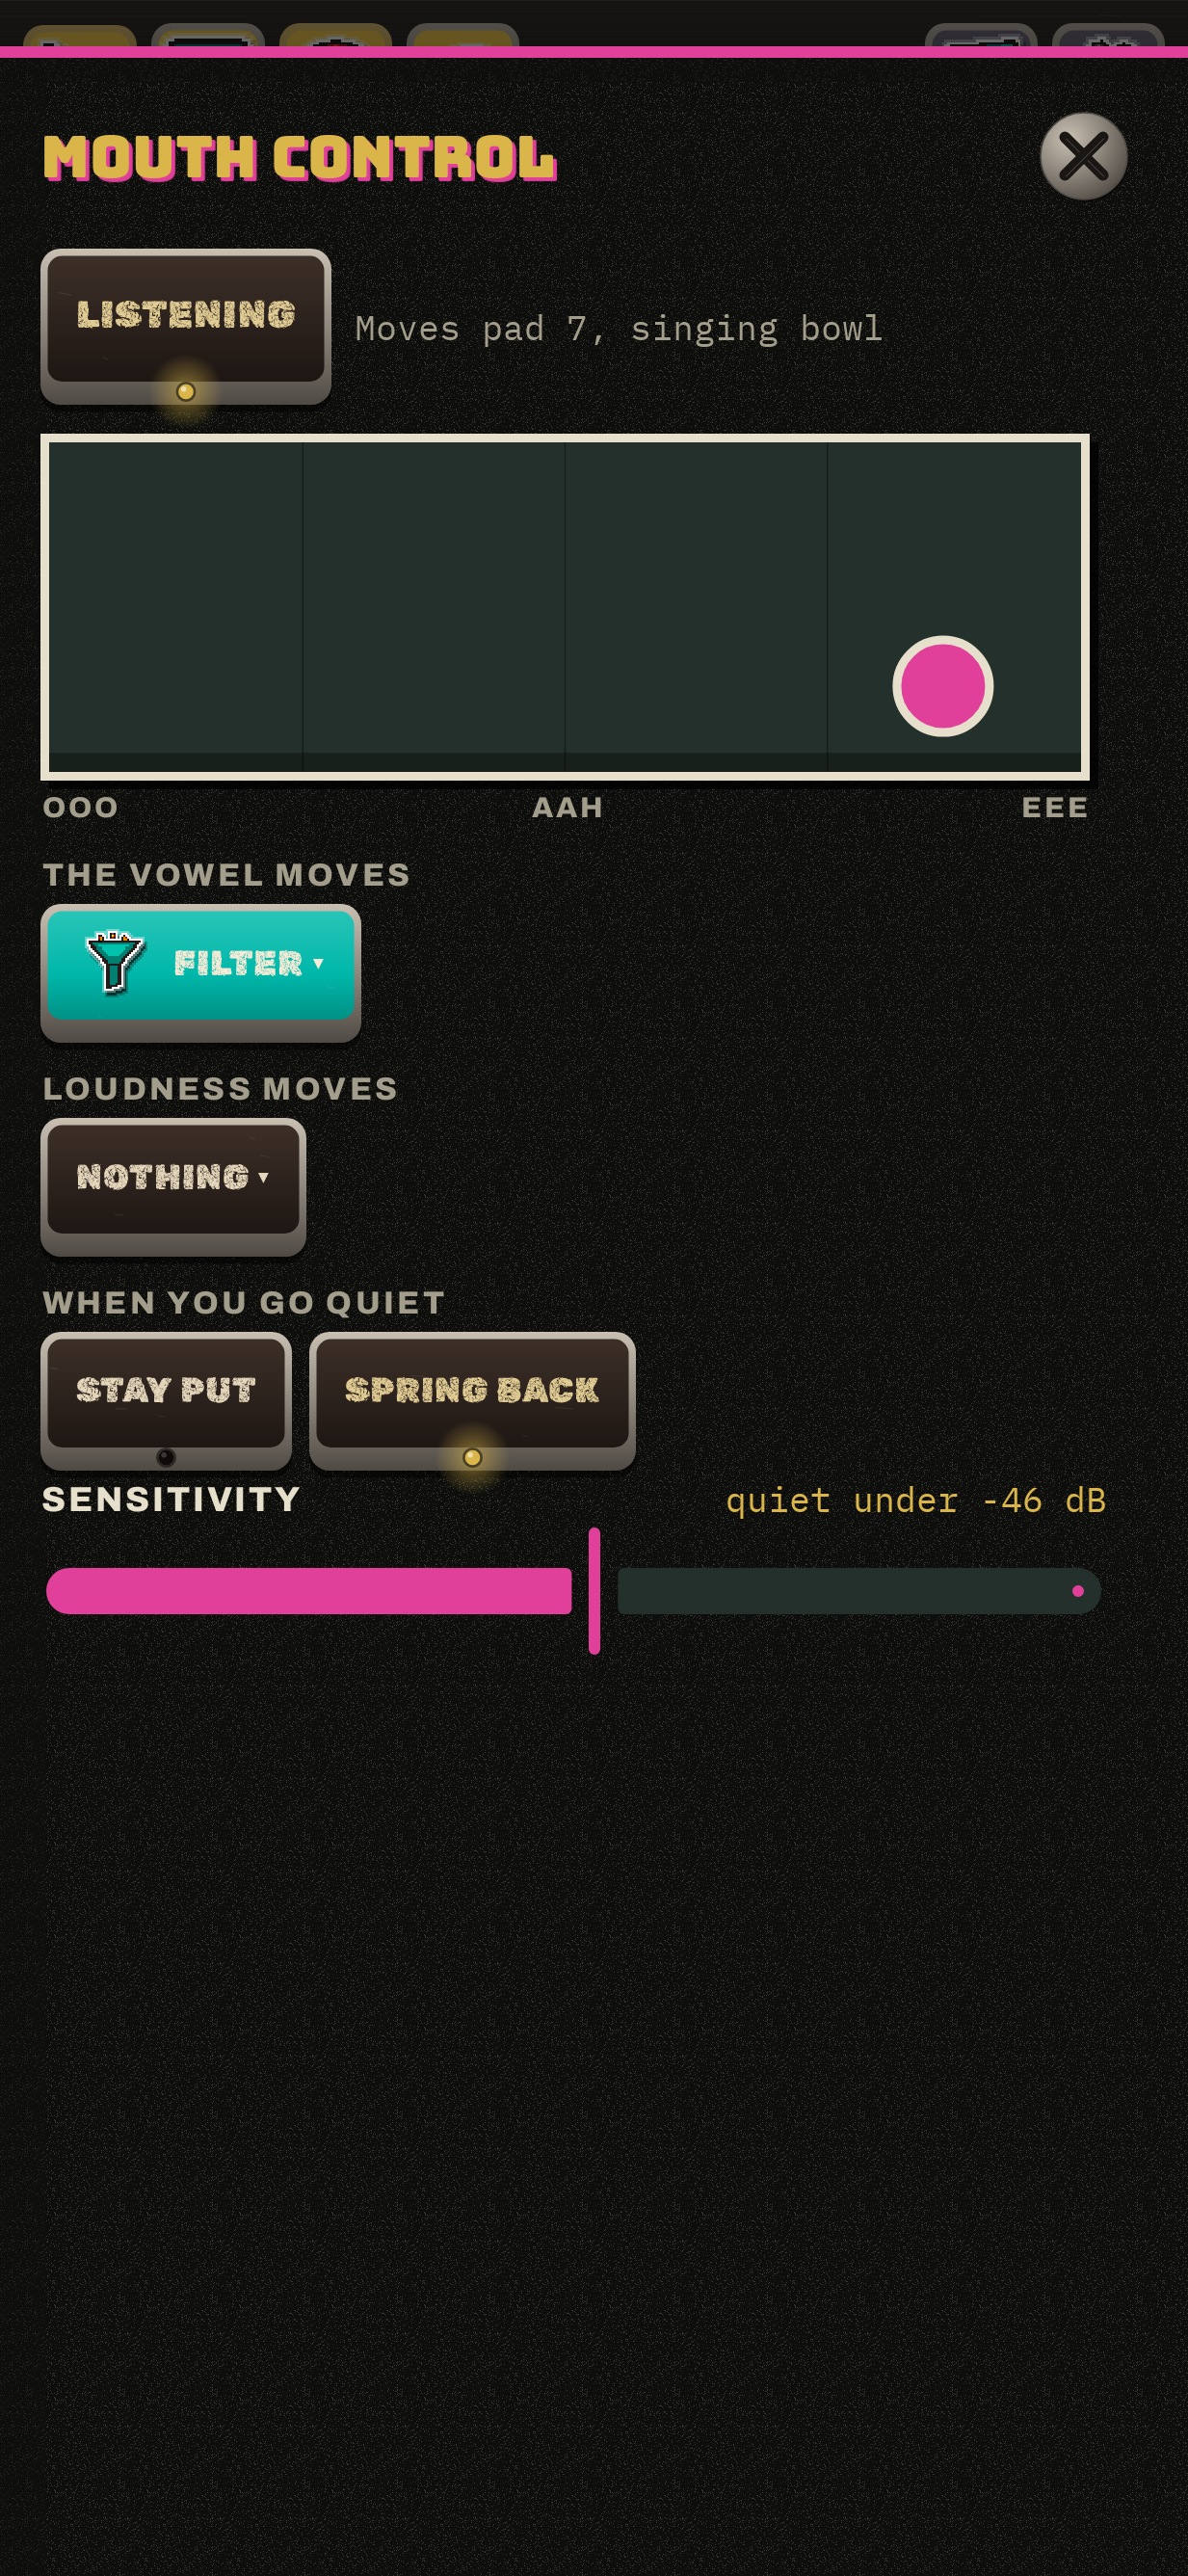 MOUTH CONTROL
LISTENING
Moves pad 7, singing bowl
OOO AAH EEE
THE VOWEL MOVES
FILTER ▾
LOUDNESS MOVES
NOTHING ▾
WHEN YOU GO QUIET
STAY PUT SPRING BACK
SENSITIVITY quiet under -46 dB